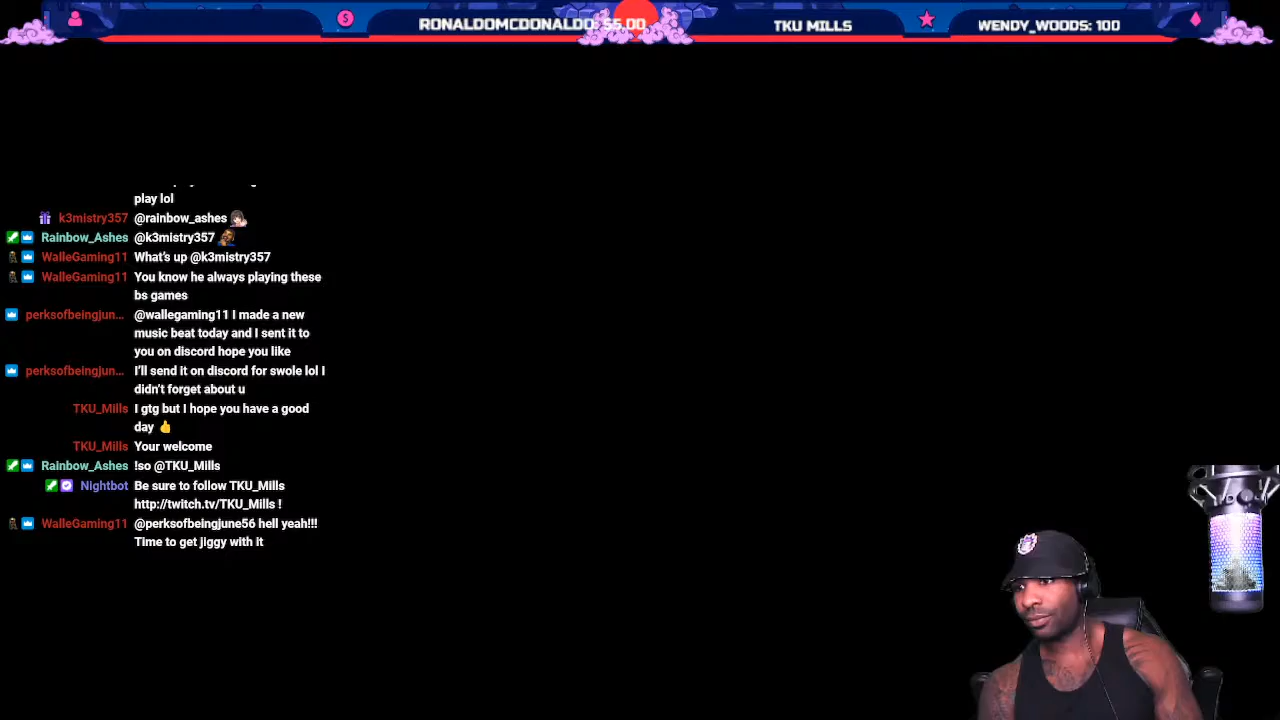 RONALDOMCDONALDO: $5.00 TKU MILLS WENDY_WOODS: 100
play lol
k3mistry357 @rainbow_ashes
Rainbow_Ashes @k3mistry357
WalleGaming11 What's up @k3mistry357
WalleGaming11 You know he always playing these
bs games
perksofbeingjun... @wallegaming11 I made a new
music beat today and I sent it to
you on discord hope you like
perksofbeingjun... I'll send it on discord for swole lol I
didn't forget about u
TKU_Mills I gtg but I hope you have a good
day 👍
TKU_Mills Your welcome
Rainbow_Ashes !so @TKU_Mills
Nightbot Be sure to follow TKU_Mills
http://twitch.tv/TKU_Mills !
WalleGaming11 @perksofbeingjune56 hell yeah!!!
Time to get jiggy with it